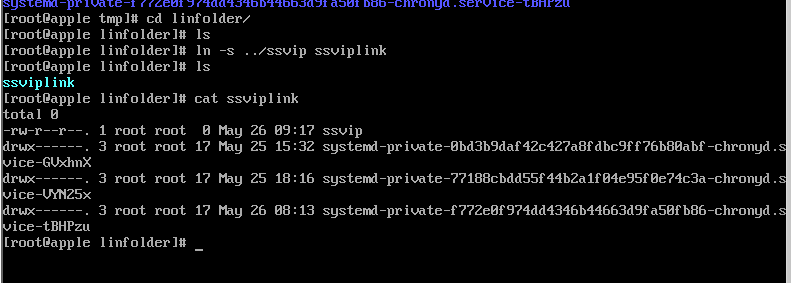 systemd-private-f772e0f974dd4346b44663d9fa50fb86-chronyd.service-tBHPzu
[root@apple tmp]# cd linfolder/
[root@apple linfolder]# ls
[root@apple linfolder]# ln -s ../ssvip ssviplink
[root@apple linfolder]# ls
ssviplink
[root@apple linfolder]# cat ssviplink
total 0
-rw-r--r--. 1 root root  0 May 26 09:17 ssvip
drwx------. 3 root root 17 May 25 15:32 systemd-private-0bd3b9daf42c427a8fdbc9ff76b80abf-chronyd.s
vice-GVxhnX
drwx------. 3 root root 17 May 25 18:16 systemd-private-77188cbdd55f44b2a1f04e95f0e74c3a-chronyd.s
vice-VYN25x
drwx------. 3 root root 17 May 26 08:13 systemd-private-f772e0f974dd4346b44663d9fa50fb86-chronyd.s
vice-tBHPzu
[root@apple linfolder]# _